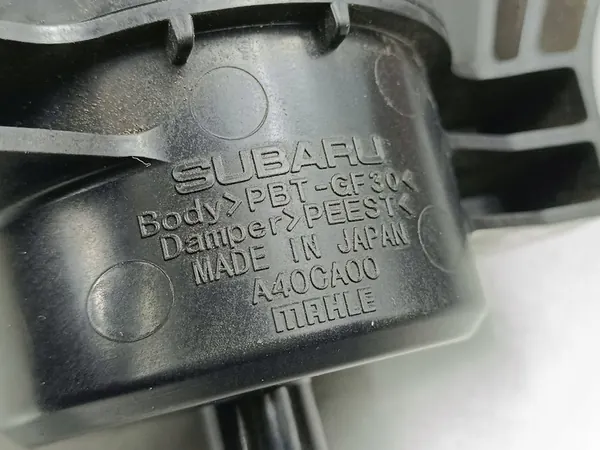 SUBARU
Body>PBT-GF30<
Damper>PEEST<
MADE IN JAPAN
A40CA00
MAHLE